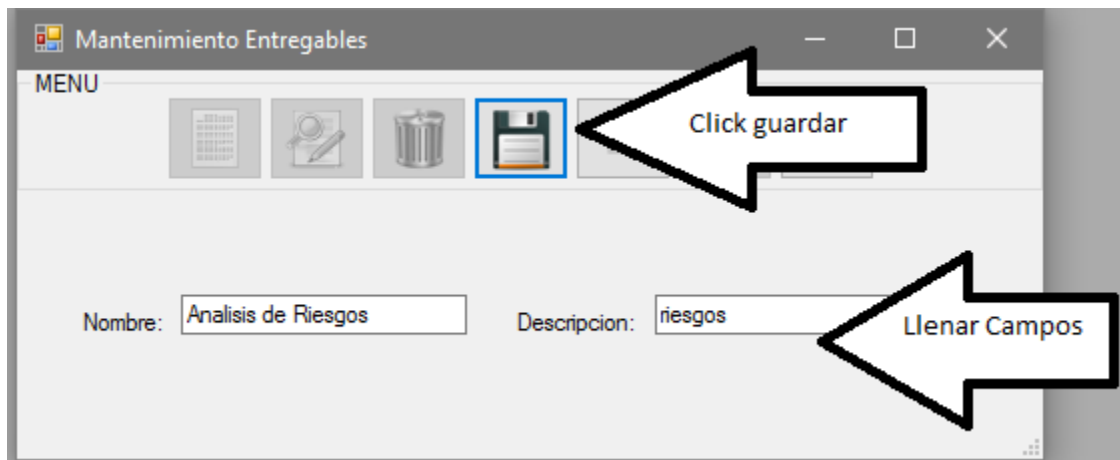 Mantenimiento Entregables
MENU
Click guardar
Nombre: Analisis de Riesgos Descripcion: riesgos
Llenar Campos